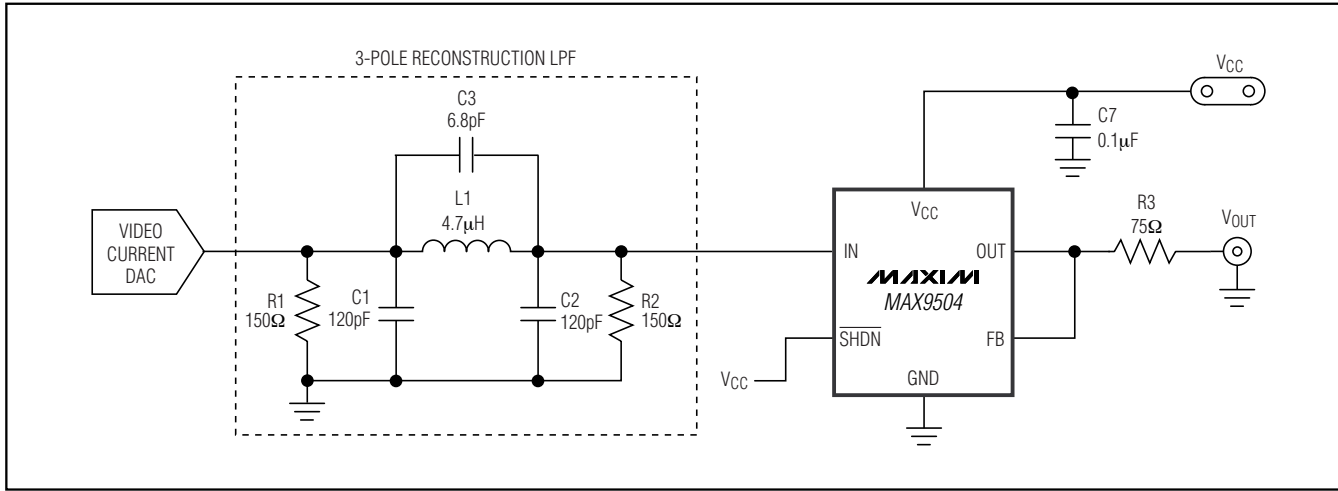 3-POLE RECONSTRUCTION LPF
VCC
C3
6.8pF
C7
0.1μF
L1
4.7μH
VCC
R3
75Ω
VOUT
VIDEO
CURRENT
DAC
IN
OUT
MAXIM
MAX9504
R1
150Ω
C1
120pF
C2
120pF
R2
150Ω
SHDN
FB
VCC
GND